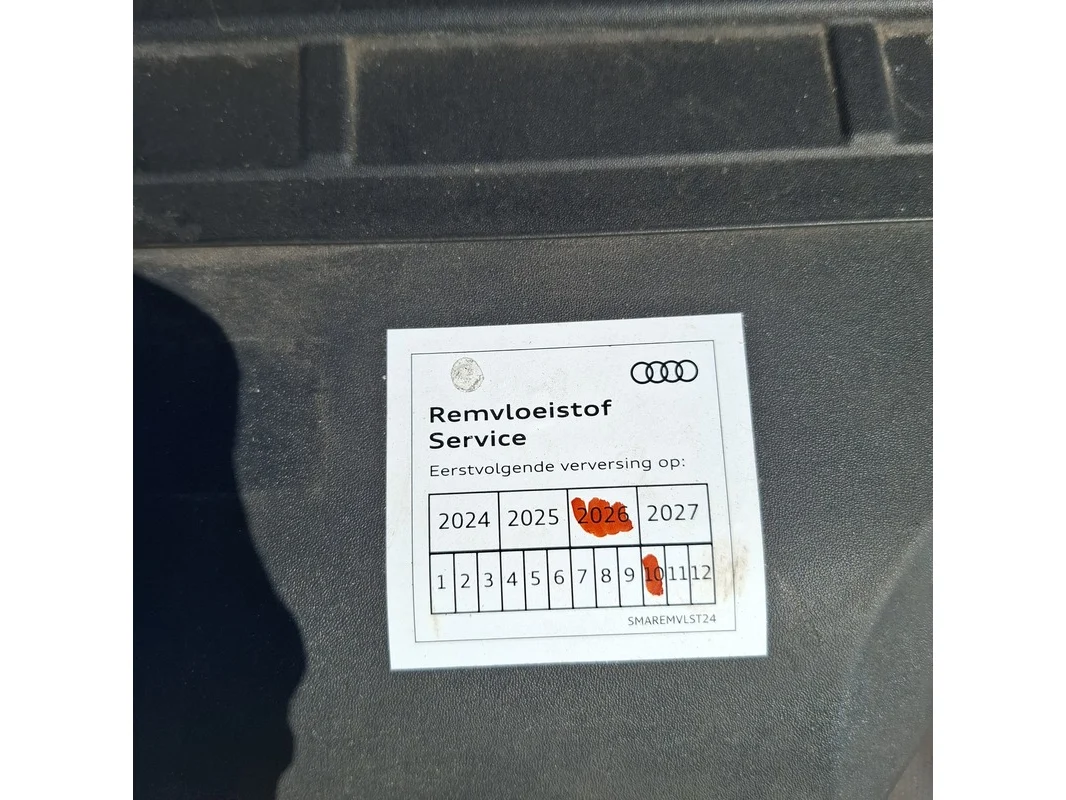 Remvloeistof
Service
Eerstvolgende verversing op:
2024 2025 2026 2027
1 2 3 4 5 6 7 8 9 10 11 12
SMAREMVLST24